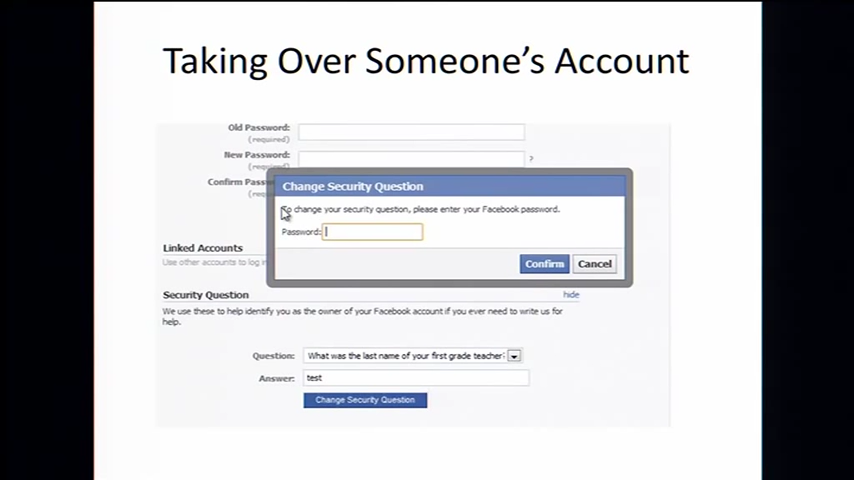 Taking Over Someone's Account
Old Password:
(required)
New Password:
?
(required)
Confirm
Change Security Question
To change your security question, please enter your Facebook password.
Password:
Confirm Cancel
Linked Accounts
Use other accounts to log
Security Question hide
We use these to help identify you as the owner of your Facebook account if you ever need to write us for
help.
Question: What was the last name of your first grade teacher
Answer: test
Change Security Question